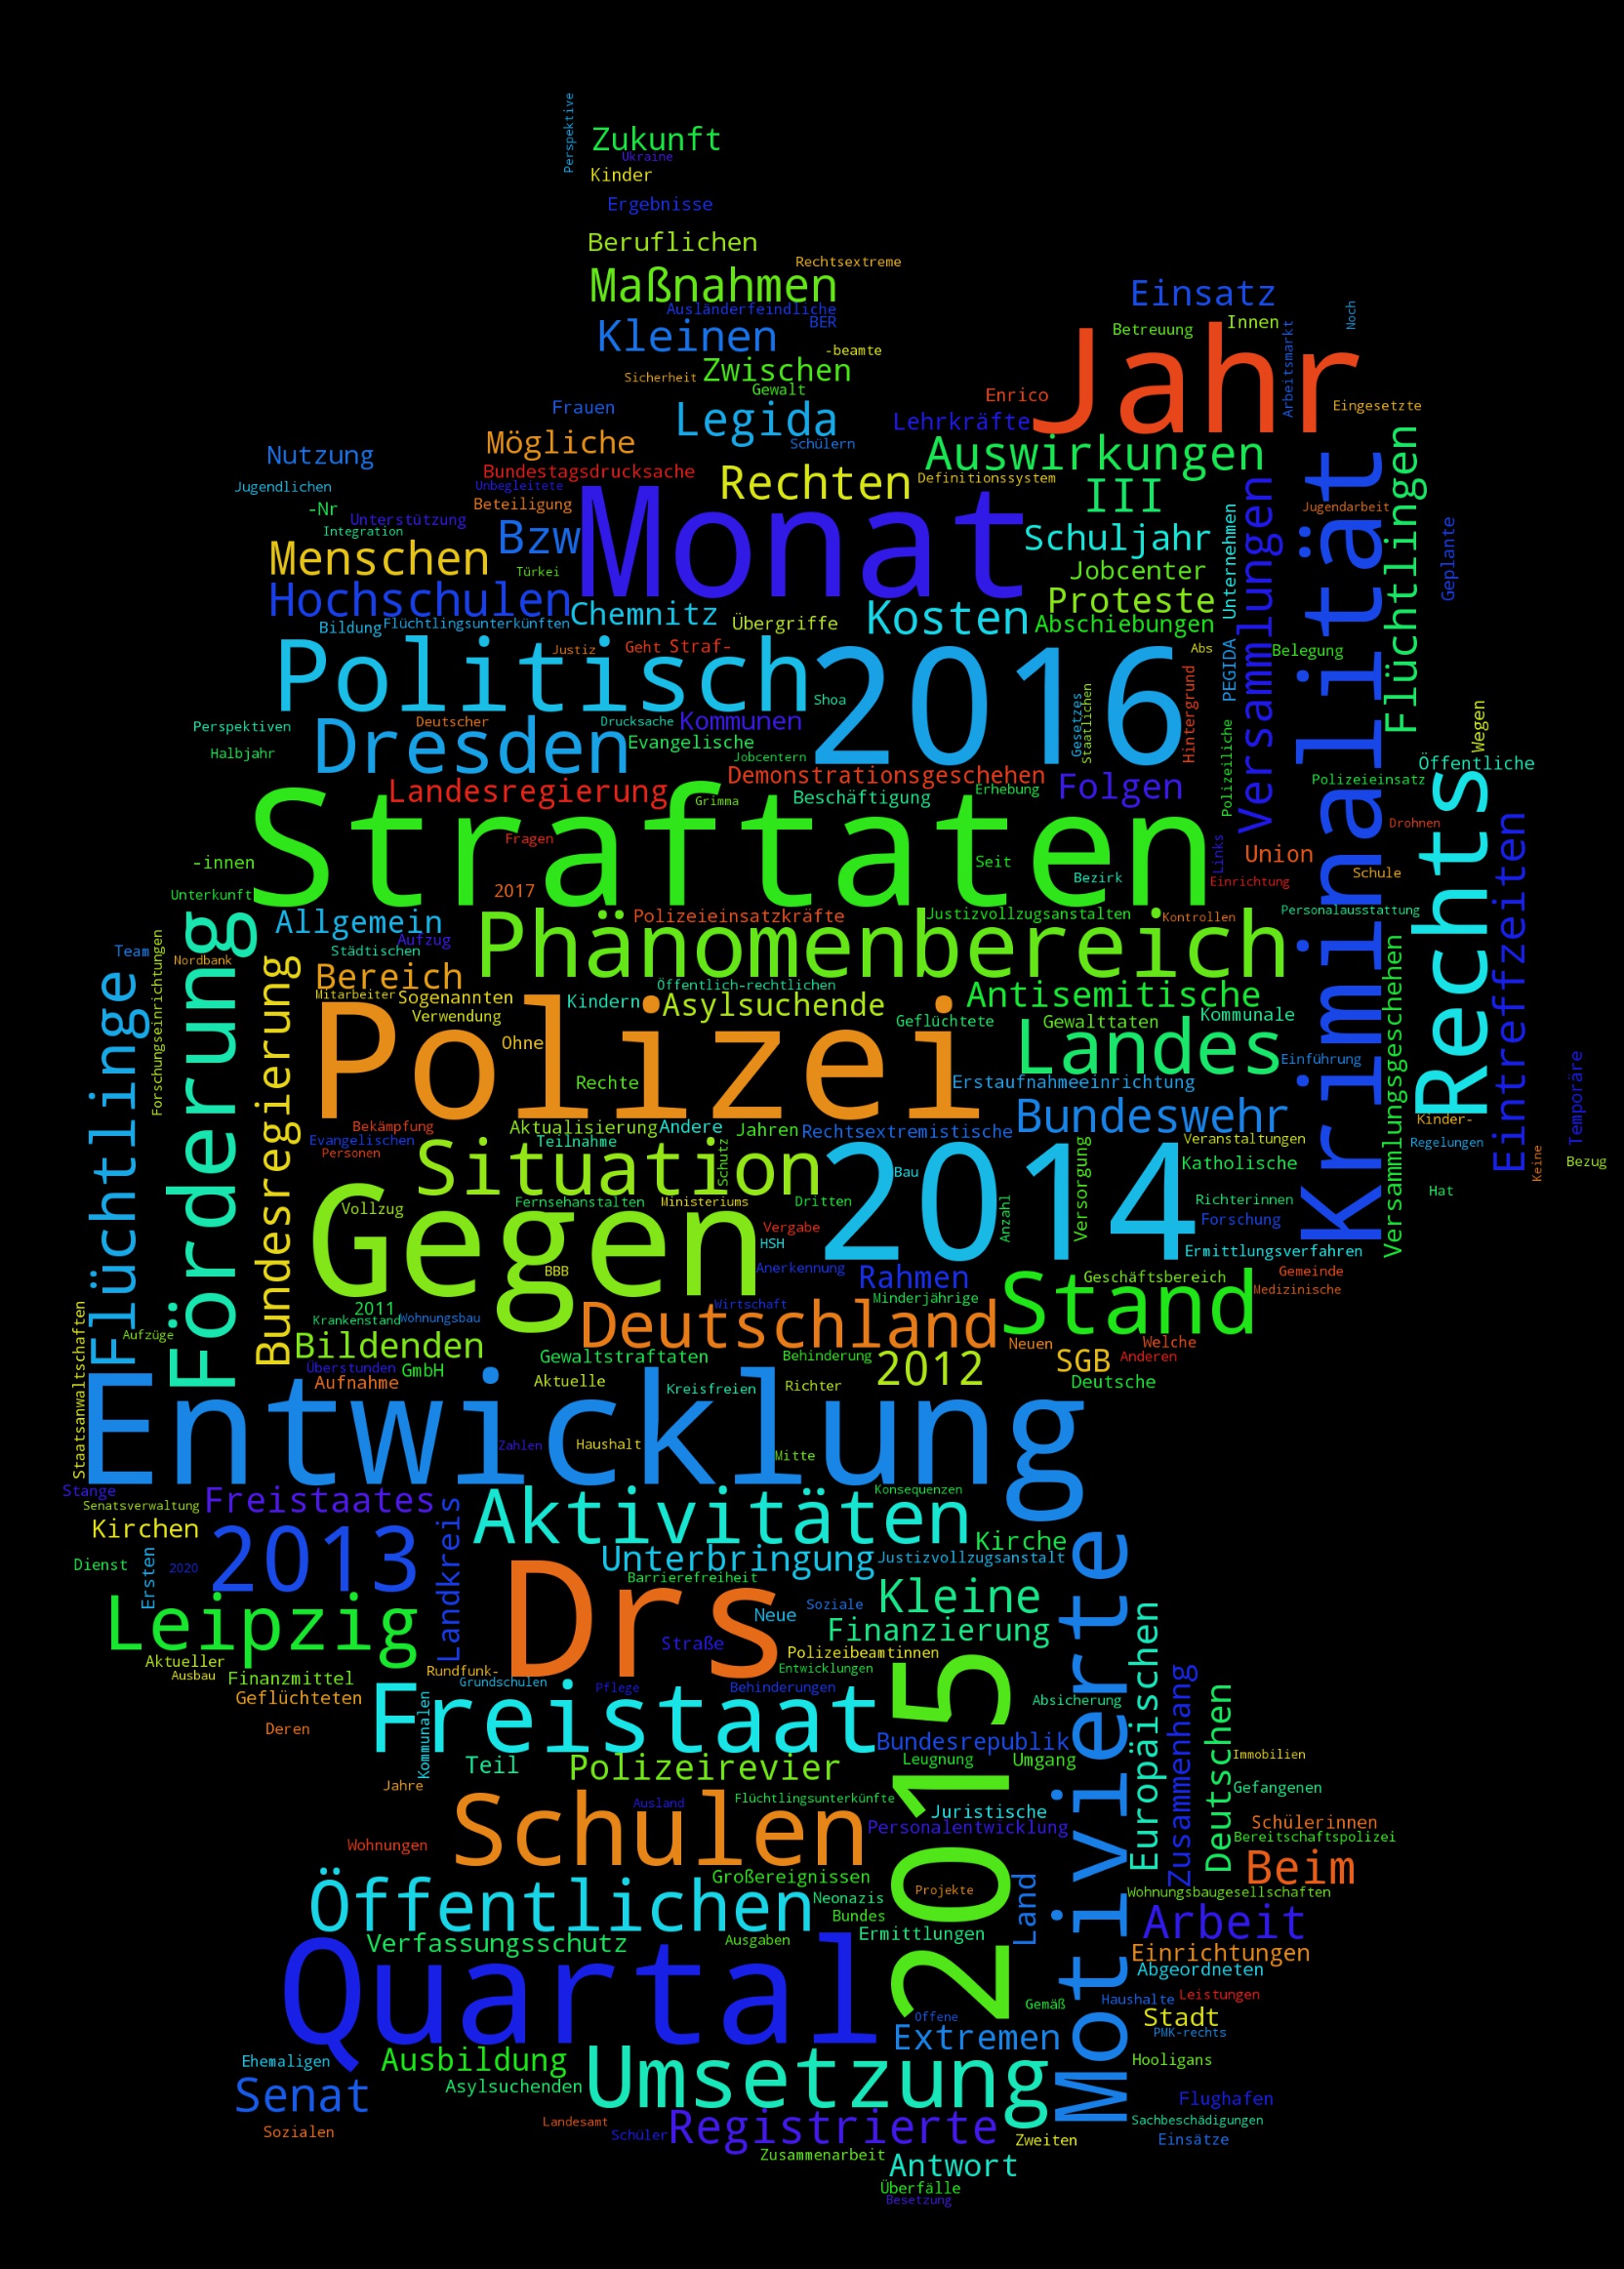 Perspektive
Zukunft
Ukraine
Kinder
Ergebnisse
Beruflichen
Rechtsextreme
Maßnahmen
Einsatz
Ausländerfeindliche
BER
Noch
Kleinen
Betreuung
Innen
Jahr
Arbeitsmarkt
-beamte
Zwischen
Sicherheit
Gewalt
Enrico
Eingesetzte
Frauen
Legida
Lehrkräfte
Mögliche
Schülern
Auswirkungen
Nutzung
Bundestagsdrucksache
Rechten
Definitionssystem
Kriminalität
Flüchtlingen
Jugendlichen
Unbegleitete
Monat
III
Versammlungen
-Nr
Beteiligung
Jugendarbeit
Unterstützung
Integration
Bzw
Schuljahr
Unternehmen
Geplante
Menschen
Türkei
Jobcenter
Hochschulen
Chemnitz
Kosten
Proteste
Bildung
Flüchtlingsunterkünften
Übergriffe
Abschiebungen
Politisch
Justiz
Geht
Straf-
2016
Abs
PEGIDA
Belegung
Shoa
Gesetzes
Staatlichen
Hintergrund
Wegen
Perspektiven
Deutscher
Drucksache
Kommunen
Dresden
Evangelische
Halbjahr
Jobcentern
Polizeiliche
Öffentliche
Demonstrationsgeschehen
Polizeieinsatz
Rechts
Landesregierung
Grimma
Beschäftigung
Erhebung
Folgen
Straftaten
Fragen
Drohnen
Eintreffzeiten
-innen
Seit
Links
Union
Bezirk
Schule
Unterkunft
2017
Einrichtung
Förderung
Allgemein
Phänomenbereich
Polizeieinsatzkräfte
Justizvollzugsanstalten
Kontrollen
Personalausstattung
Aufzug
Team
Städtischen
Nordbank
Forschungseinrichtungen
Flüchtlinge
Bundesregierung
Bereich
Versammlungsgeschehen
Öffentlich-rechtlichen
Mitarbeiter
Sogenannten
Kindern
Asylsuchende
Antisemitische
Polizei
Verwendung
Geflüchtete
Gewalttaten
Kommunale
Ohne
Landes
Einführung
Temporäre
Rechte
Erstaufnahmeeinrichtung
Bekämpfung
Aktualisierung
Andere
Jahren
Rechtsextremistische
Bundeswehr
Kinder-
Evangelischen
Teilnahme
Veranstaltungen
Regelungen
Personen
Situation
Schutz
2014
Versorgung
Katholische
Keine
Bezug
Bau
Hat
Gegen
Vollzug
Fernsehanstalten
Ministeriums
Dritten
Anzahl
Richterinnen
Vergabe
Forschung
HSH
Ermittlungsverfahren
BBB
Anerkennung
Rahmen
Stand
Geschäftsbereich
Gemeinde
Medizinische
Minderjährige
2011
Wirtschaft
Deutschland
Krankenstand
Wohnungsbau
Staatsanwaltschaften
Aufzüge
Bildenden
Neuen
Welche
Gewaltstraftaten
Behinderung
SGB
Anderen
Überstunden
GmbH
2012
Aufnahme
Aktuelle
Kreisfreien
Richter
Deutsche
Entwicklung
Zahlen
Haushalt
Mitte
Stange
Freistaates
Konsequenzen
Senatsverwaltung
Landkreis
Aktivitäten
Kirchen
Kirche
Motivierte
2013
Unterbringung
Justizvollzugsanstalt
Dienst
Ersten
2020
Barrierefreiheit
Drs
Kleine
Leipzig
Neue
Soziale
Europäischen
Finanzierung
Straße
Polizeibeamtinnen
Aktueller
Ausbau
Finanzmittel
Rundfunk-
Entwicklungen
2015
Zusammenhang
Grundschulen
Pflege
Behinderungen
Deutschen
Geflüchteten
Kommunalen
Freistaat
Absicherung
Deren
Bundesrepublik
Immobilien
Leugnung
Umgang
Teil
Polizeirevier
Jahre
Gefangenen
Schulen
Ausland
Flüchtlingsunterkünfte
Juristische
Personalentwicklung
Schülerinnen
Bereitschaftspolizei
Wohnungen
Beim
Großereignissen
Land
Öffentlichen
Neonazis
Projekte
Wohnungsbaugesellschaften
Bundes
Arbeit
Ermittlungen
Verfassungsschutz
Ausgaben
Einrichtungen
Quartal
Abgeordneten
Leistungen
Haushalte
Gemäß
Offene
Stadt
PMK-rechts
Extremen
Ehemaligen
Ausbildung
Hooligans
Umsetzung
Senat
Asylsuchenden
Flughafen
Landesamt
Registrierte
Sachbeschädigungen
Sozialen
Schüler
Zweiten
Einsätze
Zusammenarbeit
Antwort
Überfälle
Besetzung